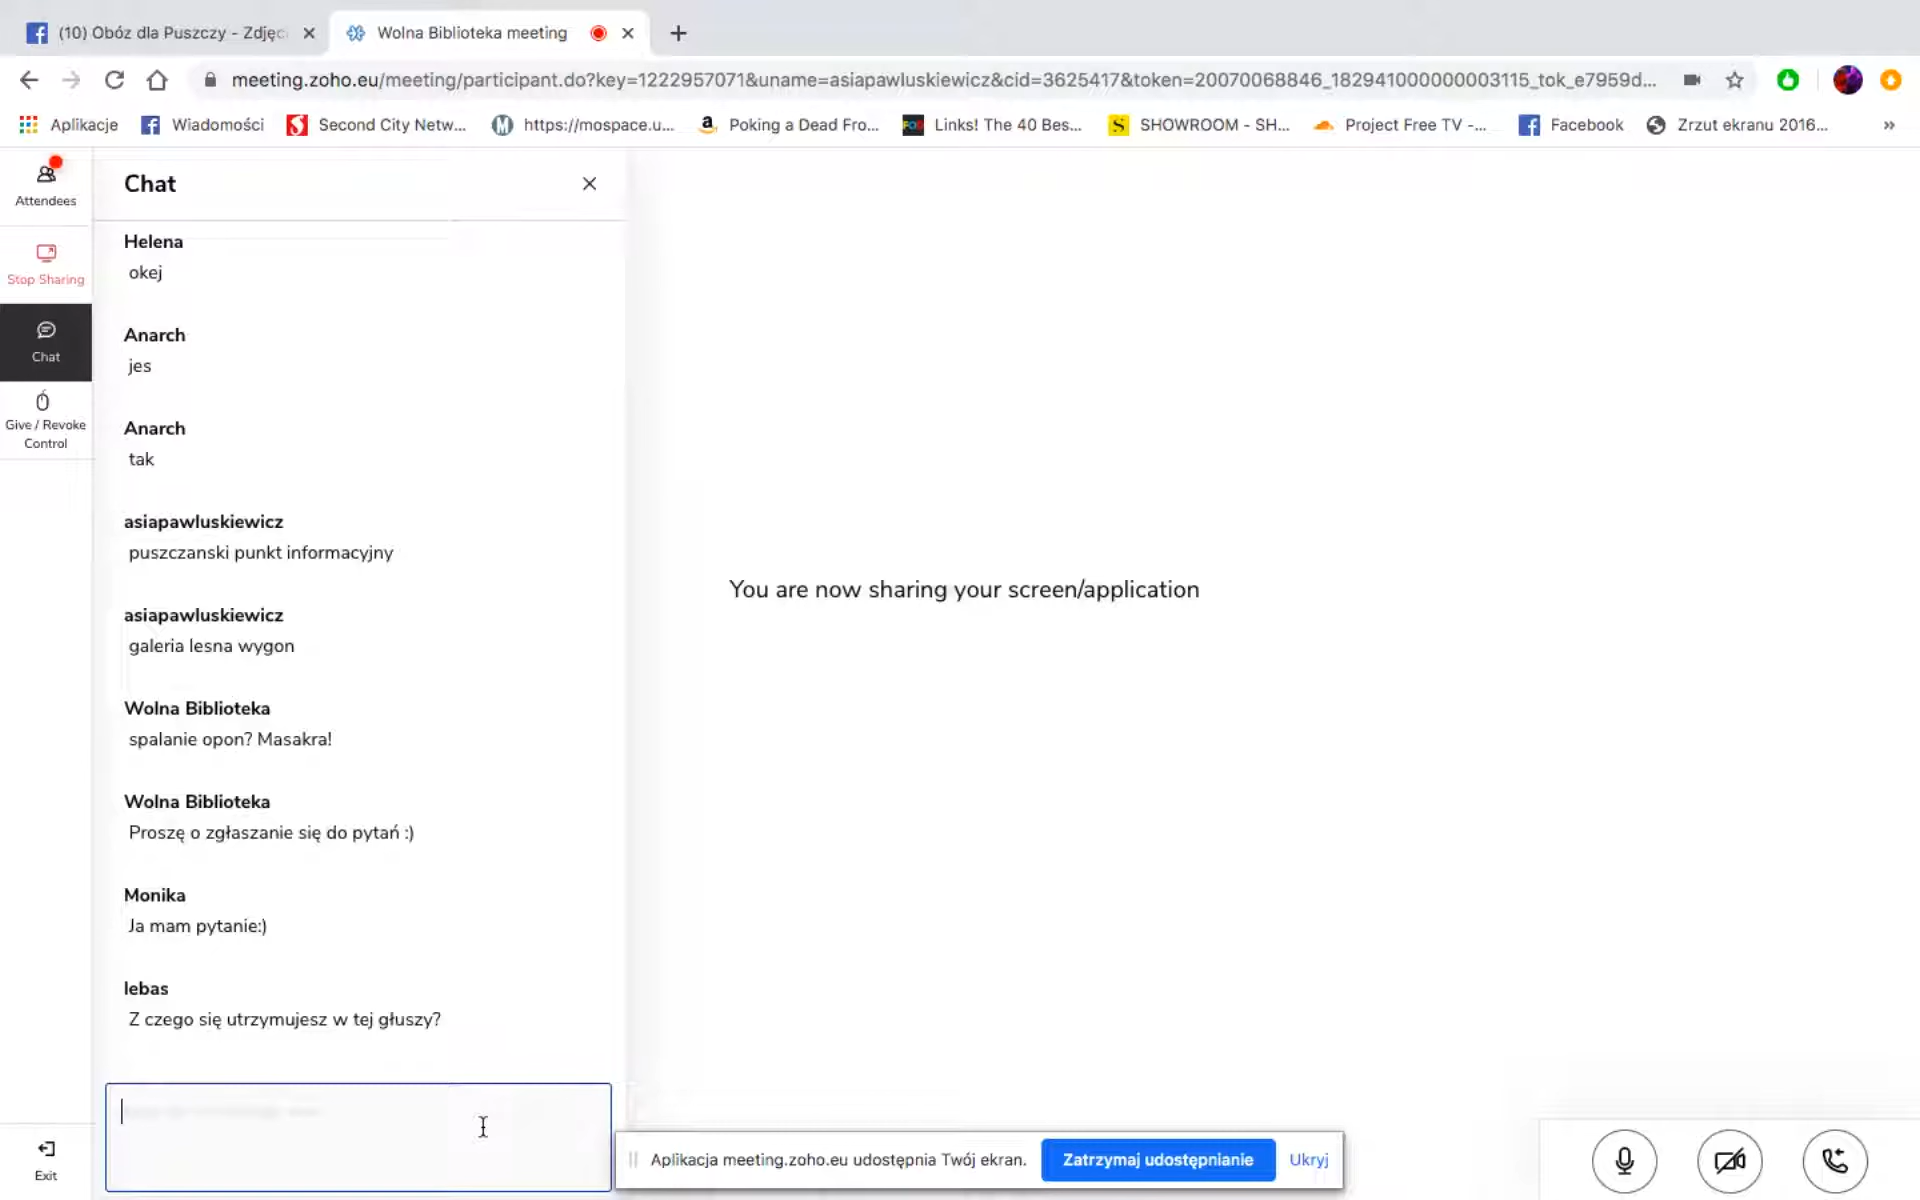 (10) Obóz dla Puszczy - Zdjęc
Wolna Biblioteka meeting
meeting.zoho.eu/meeting/participant.do?key=1222957071&uname=asiapawluskiewicz&cid=3625417&token=20070068846_182941000000003115_tok_e7959d...
Aplikacje
Wiadomości
Second City Netw...
https://mospace.u...
Poking a Dead Fro...
Links! The 40 Bes...
SHOWROOM - SH...
Project Free TV -...
Facebook
Zrzut ekranu 2016...
Attendees
Stop Sharing
Chat
Give / Revoke
Control
Exit
Chat
Helena
okej
Anarch
jes
Anarch
tak
asiapawluskiewicz
puszczanski punkt informacyjny
asiapawluskiewicz
galeria lesna wygon
Wolna Biblioteka
spalanie opon? Masakra!
Wolna Biblioteka
Proszę o zgłaszanie się do pytań :)
Monika
Ja mam pytanie:)
lebas
Z czego się utrzymujesz w tej głuszy?
You are now sharing your screen/application
Aplikacja meeting.zoho.eu udostępnia Twój ekran.
Zatrzymaj udostępnianie
Ukryj